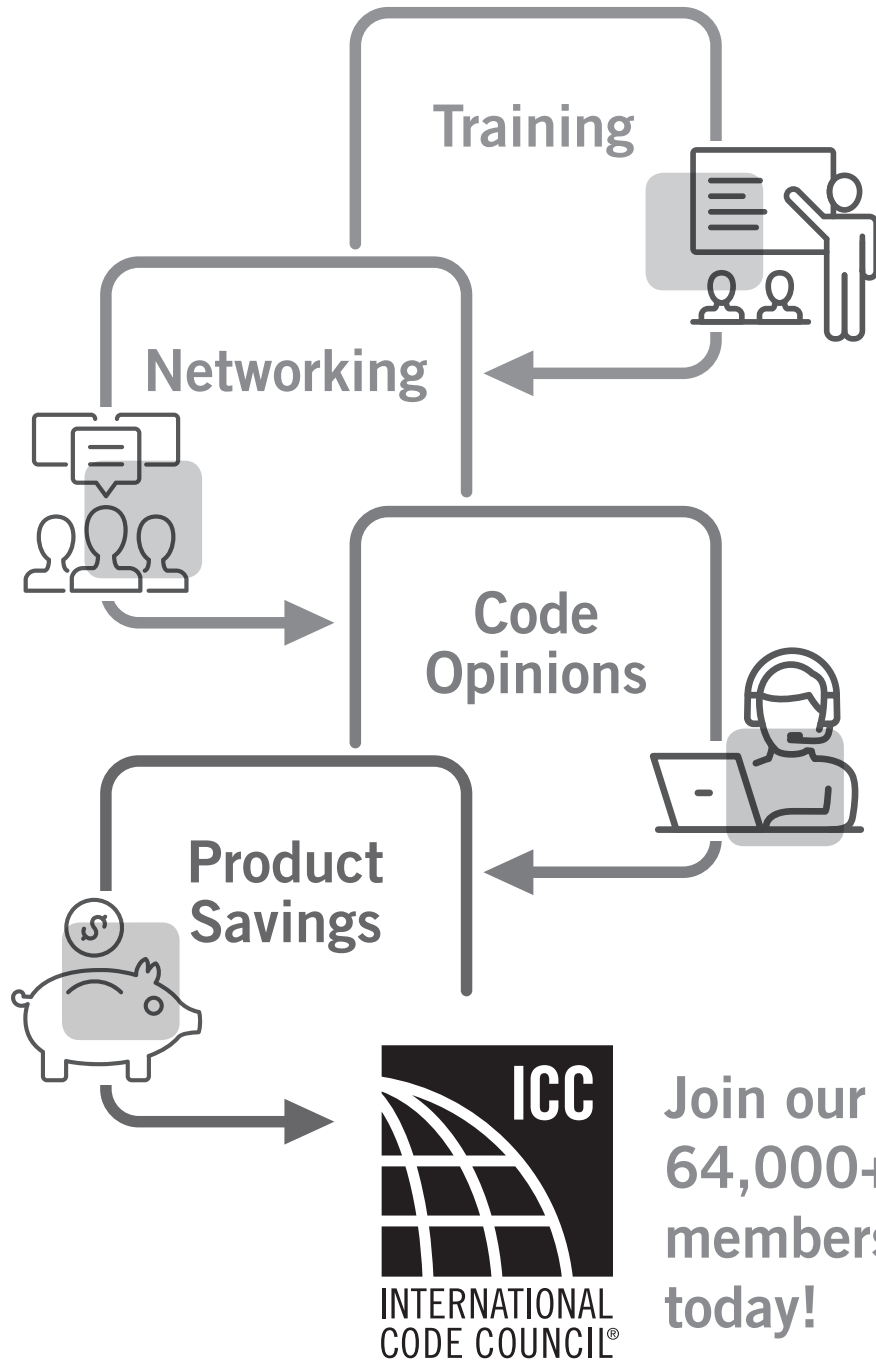 Training
Networking
Code
Opinions
Product
Savings
$
ICC
INTERNATIONAL
CODE COUNCIL®
Join our
64,000+
members
today!